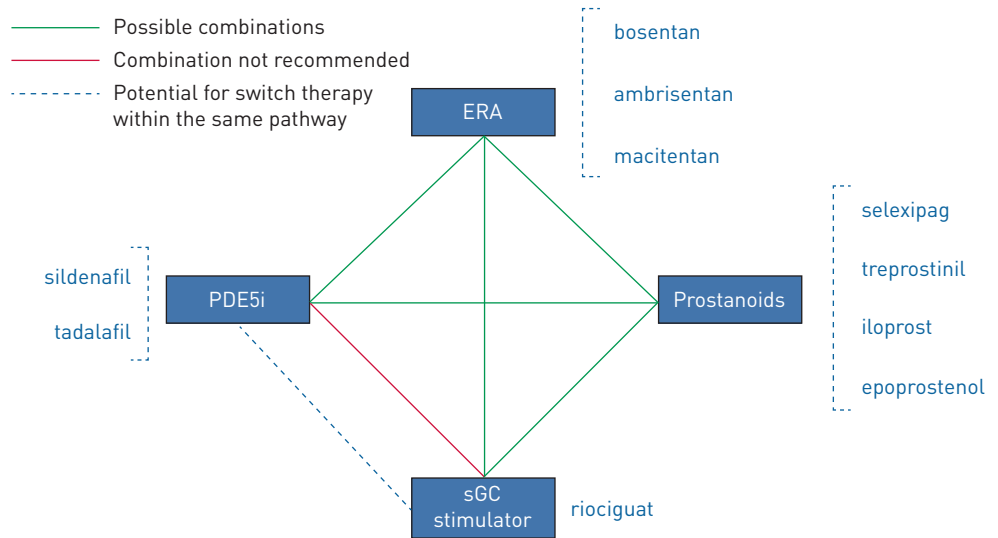 Possible combinations
Combination not recommended
Potential for switch therapy
within the same pathway
ERA
bosentan
ambrisentan
macitentan
sildenafil
tadalafil
PDE5i
Prostanoids
selexipag
treprostinil
iloprost
epoprostenol
sGC
stimulator
riociguat